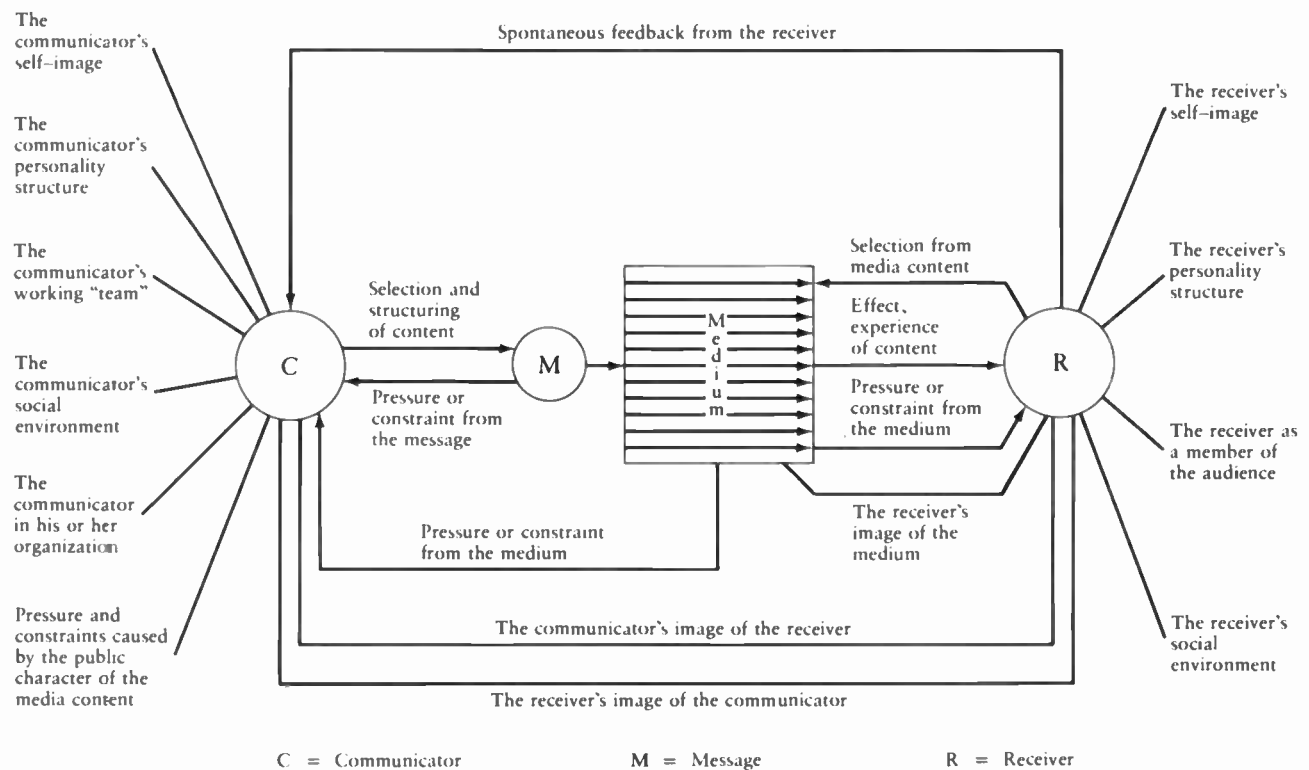 The
communicator's
self-image
The
communicator's
personality
structure
The
communicator's
working "team"
The
communicator's
social
environment
The
communicator
in his or her
organization
Pressure and
constraints caused
by the public
character of the
media content
Spontaneous feedback from the receiver
C
Selection and
structuring
of content
Pressure or
constraint from
the message
M
Medium
Pressure or constraint
from the medium
Selection from
media content
Effect,
experience
of content
Pressure or
constraint from
the medium
The receiver's
image of the
medium
R
The receiver's
self-image
The receiver's
personality
structure
The receiver as
a member of
the audience
The receiver's
social
environment
The communicator's image of the receiver
The receiver's image of the communicator
C = Communicator
M = Message
R = Receiver